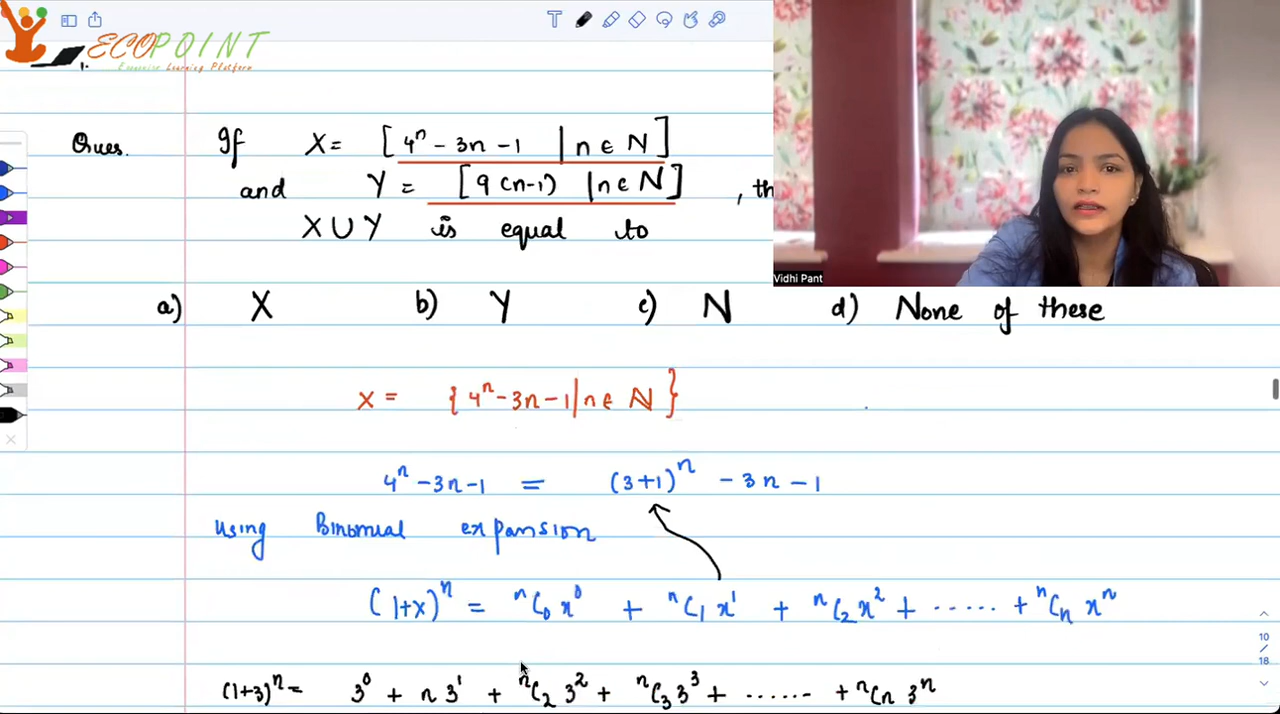 ECOPOINT
Ques. If X = [4ⁿ - 3n - 1 | n ∈ N]
and Y = [9 (n-1) | n ∈ N] , th
X ∪ Y is equal to
Vidhi Pant
a) X b) Y c) N d) None of these
X = {4ⁿ - 3n - 1 | n ∈ ℕ}
4ⁿ - 3n - 1 = (3+1)ⁿ - 3n - 1
Using Binomial expansion
(1+x)ⁿ = ⁿC₀ x⁰ + ⁿC₁ x¹ + ⁿC₂ x² + ...... + ⁿCₙ xⁿ
(1+3)ⁿ = 3⁰ + n 3¹ + ⁿC₂ 3² + ⁿC₃ 3³ + ...... + ⁿCₙ 3ⁿ
10
/
18